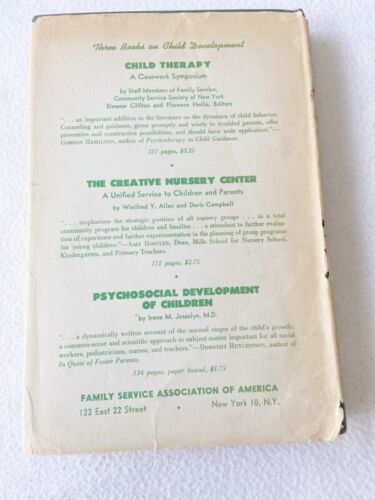 Three Books on Child Development
CHILD THERAPY
A Casework Symposium
by Staff Members of Family Service,
Community Service Society of New York
Eleanor Clifton and Florence Hollis, Editors
". . . an important addition to the literature on the dynamics of child behavior.
Counseling and guidance, given promptly and wisely to troubled parents, offer
preventive and constructive possibilities, and should have wide application."—
GORDON HAMILTON, author of Psychotherapy in Child Guidance.
217 pages, $3.25
THE CREATIVE NURSERY CENTER
A Unified Service to Children and Parents
by Winifred Y. Allen and Doris Campbell
". . . emphasizes the strategic position of all nursery groups . . . in a total
community program for children and families . . . a stimulant to further evalua-
tion of experience and further experimentation in the planning of group programs
for young children."—AMY HOSTLER, Dean, Mills School for Nursery School,
Kindergarten, and Primary Teachers.
171 pages, $2.75
PSYCHOSOCIAL DEVELOPMENT
OF CHILDREN
by Irene M. Josselyn, M.D.
". . . a dynamically written account of the normal stages of the child's growth;
a common-sense and scientific approach to subject matter important for all social
workers, pediatricians, nurses, and teachers."—DOROTHY HUTCHINSON, author of
In Quest of Foster Parents.
134 pages, paper bound, $1.75
FAMILY SERVICE ASSOCIATION OF AMERICA
122 East 22 Street • New York 10, N.Y.